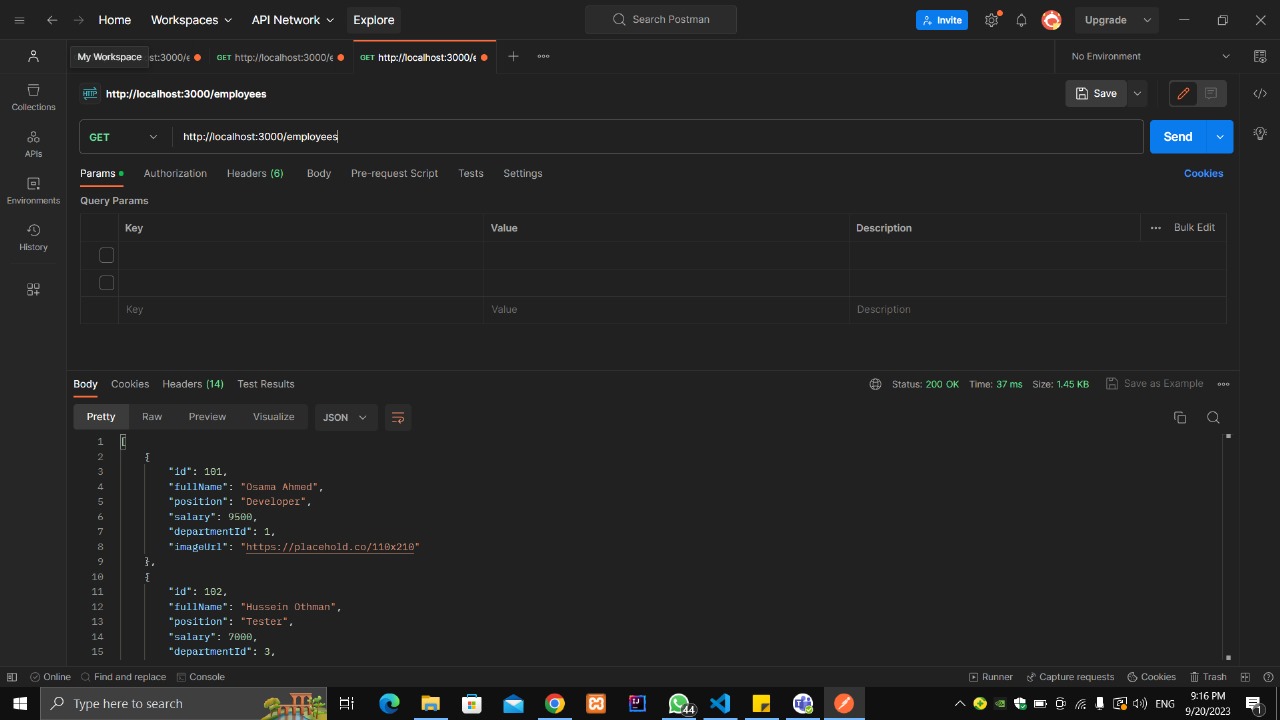 Home Workspaces API Network Explore Search Postman Invite Upgrade
My Workspace st:3000/e GET http://localhost:3000/e GET http://localhost:3000/e No Environment
HTTP http://localhost:3000/employees Save
GET http://localhost:3000/employees Send
Params Authorization Headers (6) Body Pre-request Script Tests Settings Cookies
Query Params
Key Value Description Bulk Edit
Key Value Description
Collections
APIs
Environments
History
Body Cookies Headers (14) Test Results Status: 200 OK Time: 37 ms Size: 1.45 KB Save as Example
Pretty Raw Preview Visualize JSON
1 [
2 {
3 "id": 101,
4 "fullName": "Osama Ahmed",
5 "position": "Developer",
6 "salary": 9500,
7 "departmentId": 1,
8 "imageUrl": "https://placehold.co/110x210"
9 },
10 {
11 "id": 102,
12 "fullName": "Hussein Othman",
13 "position": "Tester",
14 "salary": 7000,
15 "departmentId": 3,
Online Find and replace Console Runner Capture requests Cookies Trash
Type here to search 44 ENG 9:16 PM
9/20/2023 1